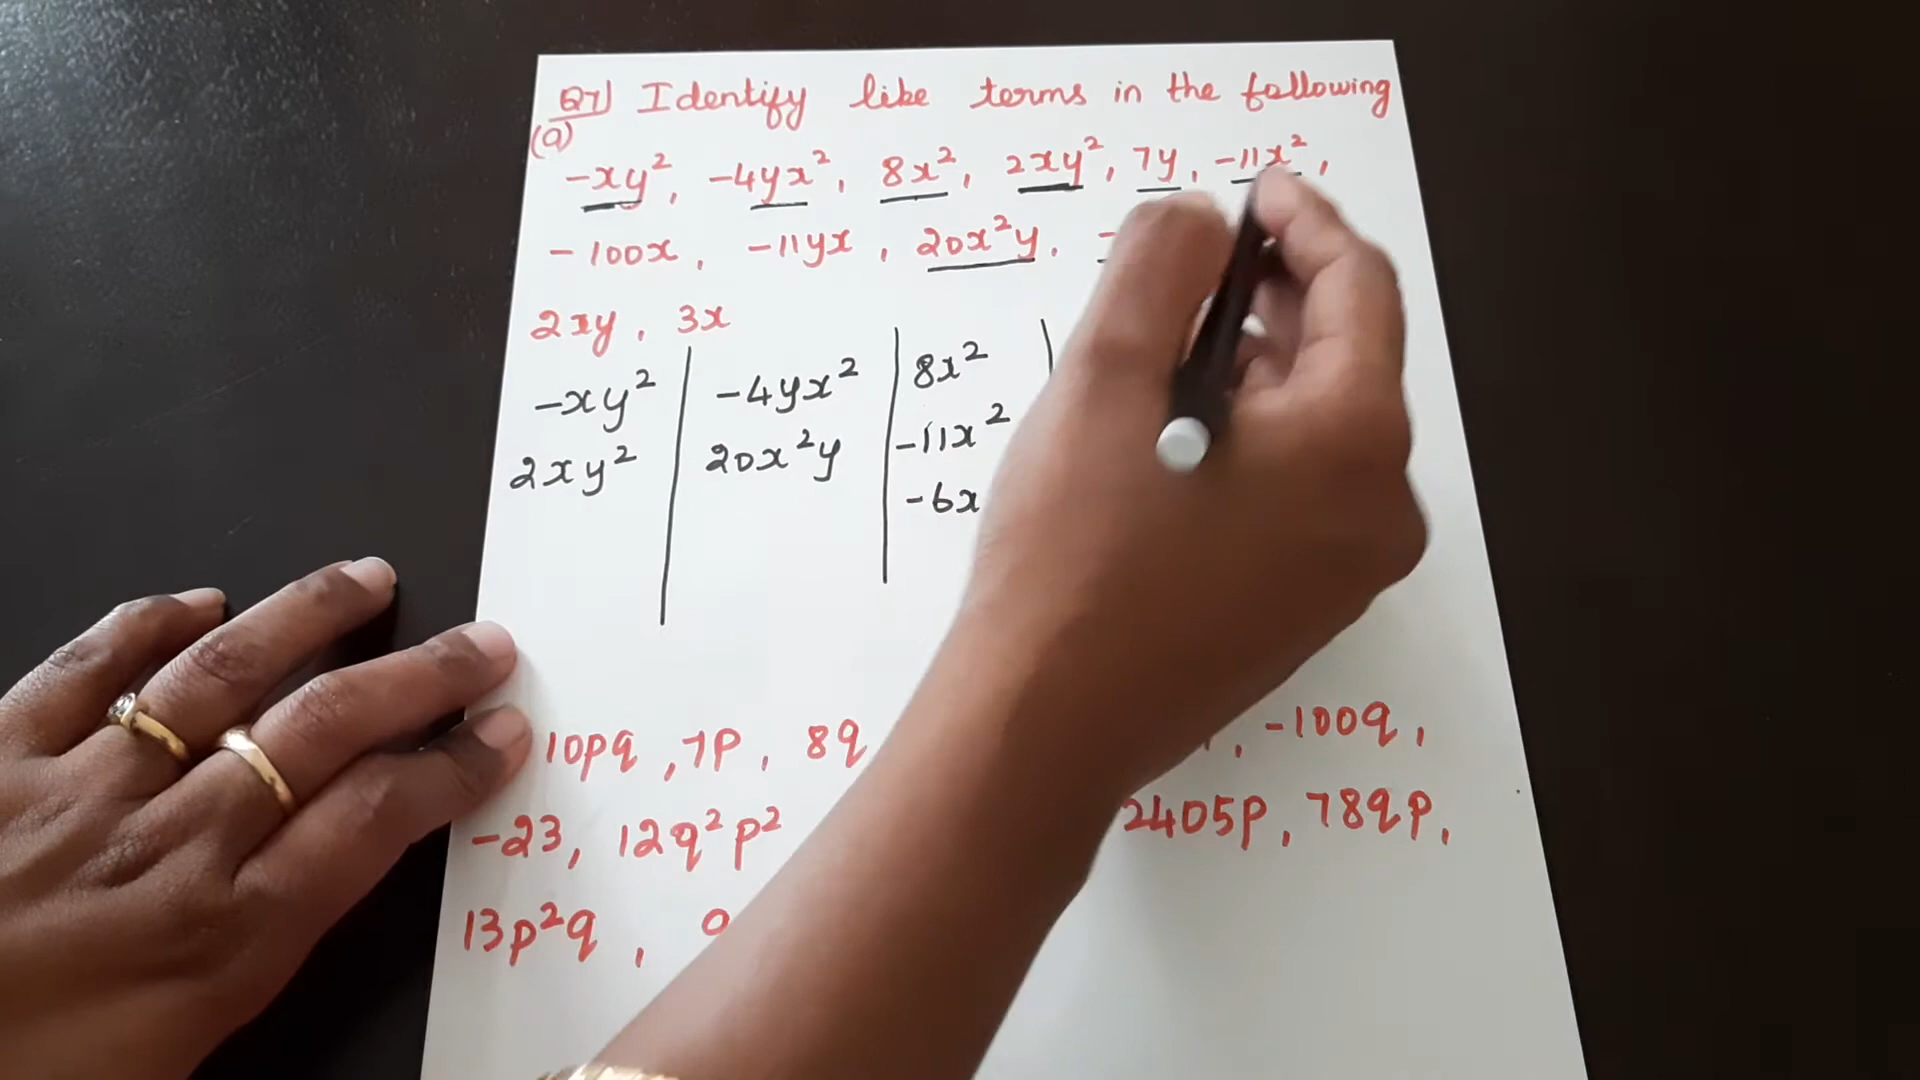 Q7) Identify like terms in the following
(a)
-xy², -4yx², 8x², 2xy², 7y, -11x²,
-100x, -11yx, 20x²y,
2xy, 3x
-xy² | -4yx² | 8x² |
2xy² | 20x²y | -11x²
-6x
10pq, 7p, 8q , -100q,
-23, 12q²p² 2405p, 78qp,
13p²q,